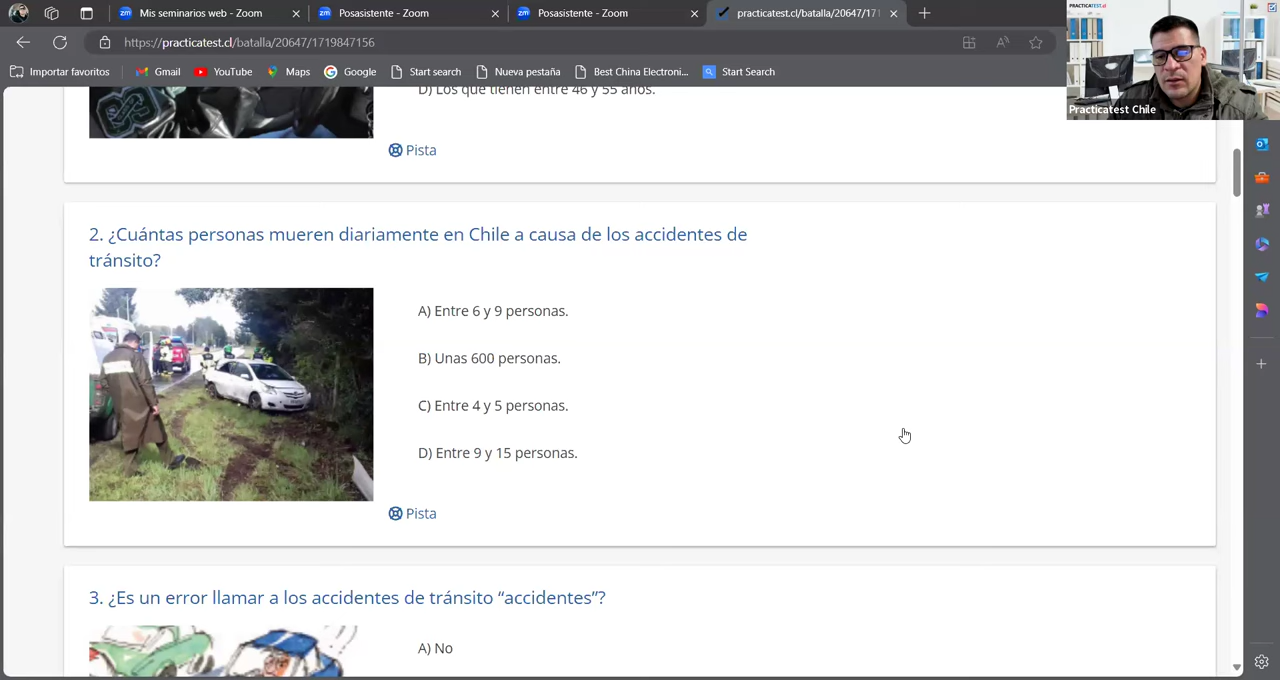 Mis seminarios web - Zoom
Posasistente - Zoom
Posasistente - Zoom
practicatest.cl/batalla/20647/171
https://practicatest.cl/batalla/20647/1719847156
Importar favoritos
Gmail
YouTube
Maps
Google
Start search
Nueva pestaña
Best China Electroni...
Start Search
PRACTICATEST.cl
Practicatest Chile
D) Los que tienen entre 46 y 55 años.
Pista
2. ¿Cuántas personas mueren diariamente en Chile a causa de los accidentes de
tránsito?
A) Entre 6 y 9 personas.
B) Unas 600 personas.
C) Entre 4 y 5 personas.
D) Entre 9 y 15 personas.
Pista
3. ¿Es un error llamar a los accidentes de tránsito “accidentes”?
A) No